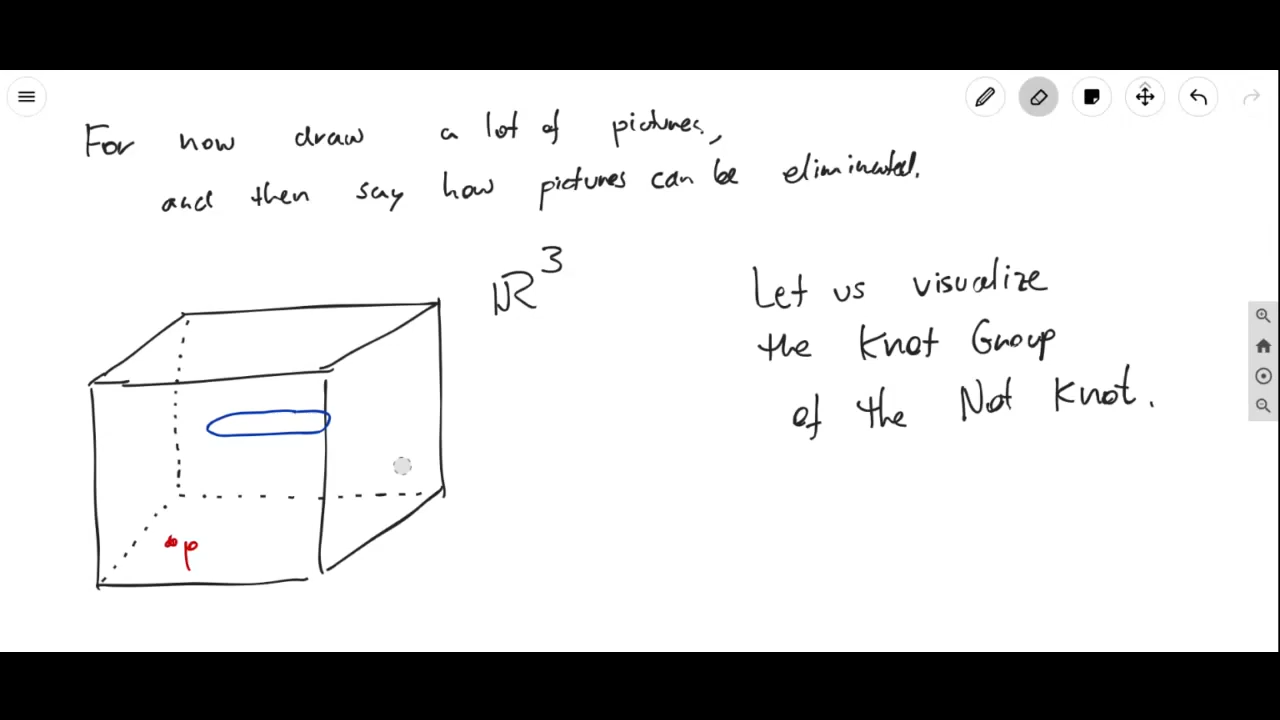 For now draw a lot of pictures,
and then say how pictures can be eliminated.
ℝ³
Let us visualize
the Knot Group
of the Not Knot.
p